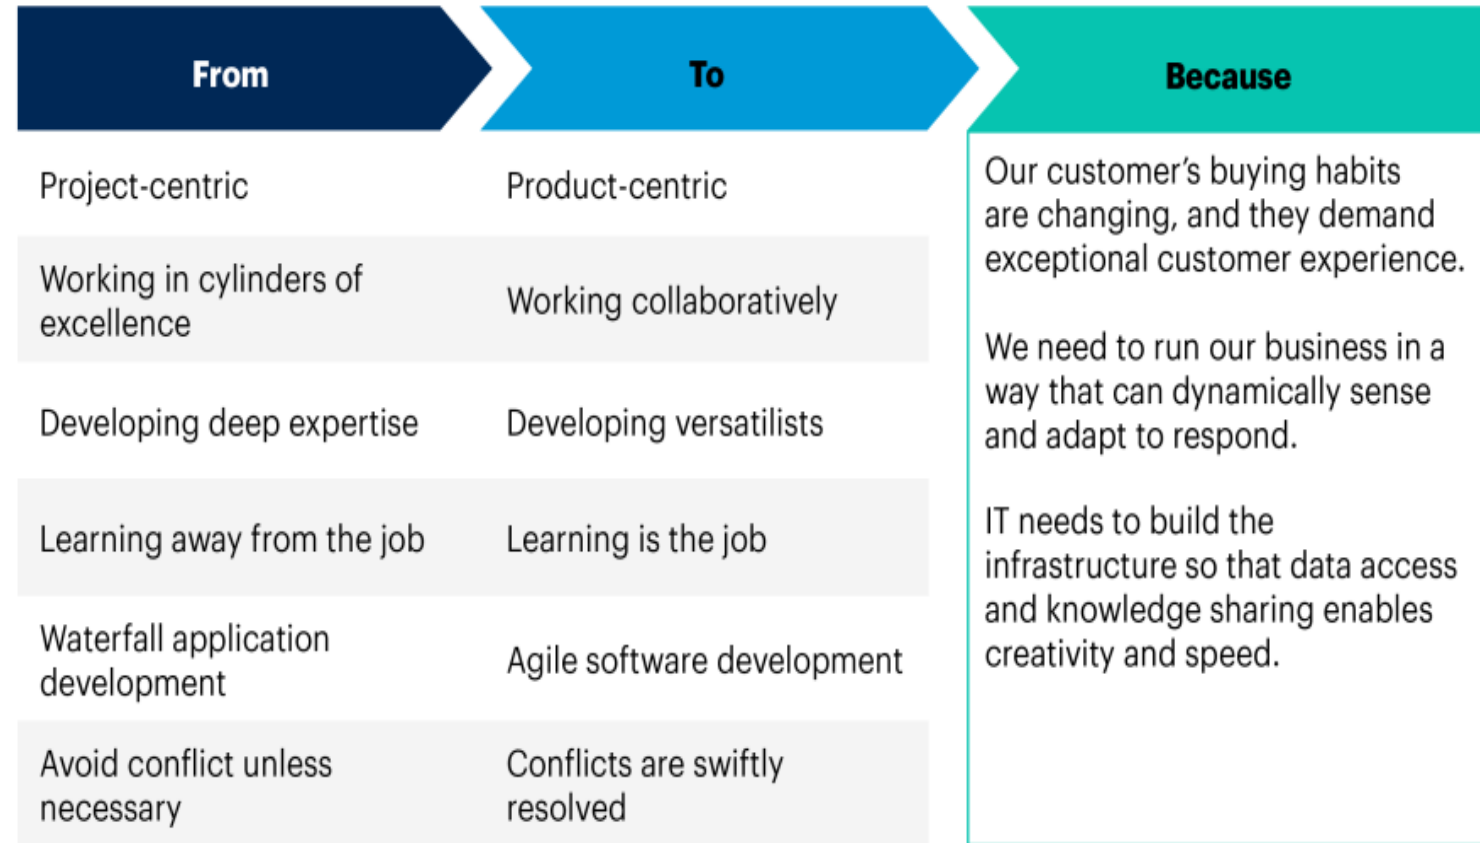 From
To
Because
Project-centric
Product-centric
Working in cylinders of
excellence
Working collaboratively
Developing deep expertise
Developing versatilists
Learning away from the job
Learning is the job
Waterfall application
development
Agile software development
Avoid conflict unless
necessary
Conflicts are swiftly
resolved
Our customer’s buying habits
are changing, and they demand
exceptional customer experience.
We need to run our business in a
way that can dynamically sense
and adapt to respond.
IT needs to build the
infrastructure so that data access
and knowledge sharing enables
creativity and speed.